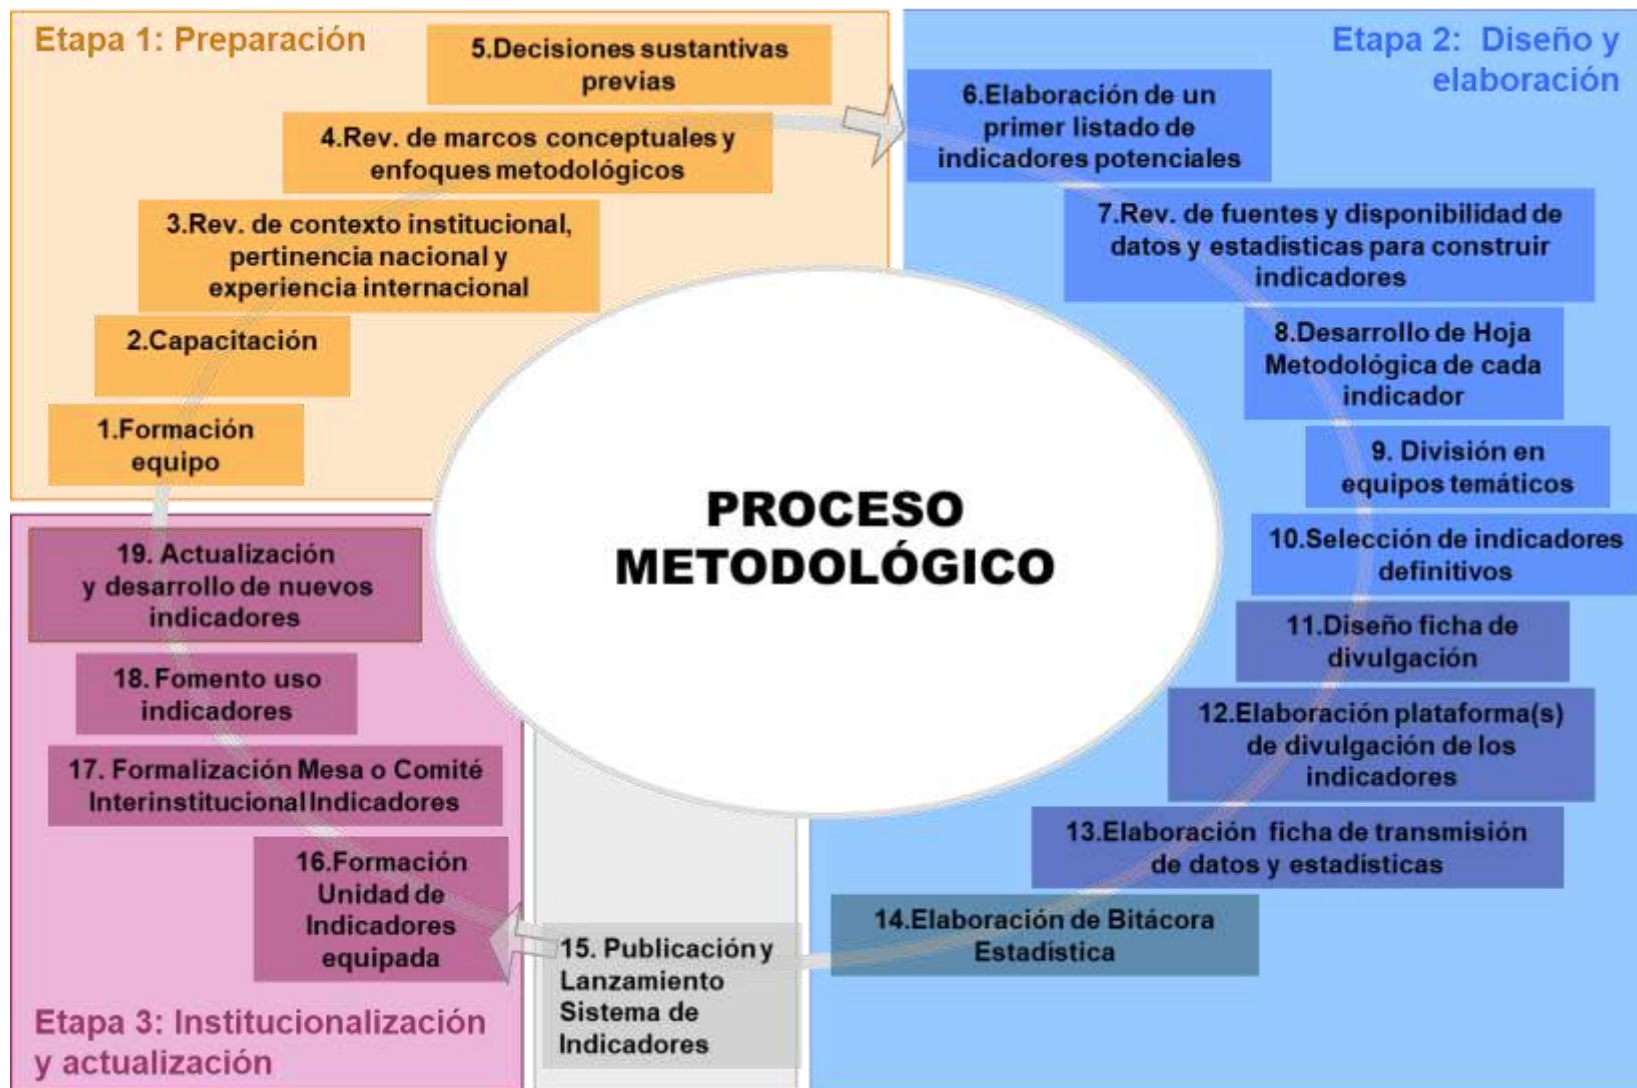 Etapa 1: Preparación
5.Decisiones sustantivas
previas
4.Rev. de marcos conceptuales y
enfoques metodológicos
3.Rev. de contexto institucional,
pertinencia nacional y
experiencia internacional
2.Capacitación
1.Formación
equipo
Etapa 2: Diseño y
elaboración
6.Elaboración de un
primer listado de
indicadores potenciales
7.Rev. de fuentes y disponibilidad de
datos y estadísticas para construir
indicadores
8.Desarrollo de Hoja
Metodológica de cada
indicador
9. División en
equipos temáticos
10.Selección de indicadores
definitivos
11.Diseño ficha de
divulgación
12.Elaboración plataforma(s)
de divulgación de los
indicadores
13.Elaboración ficha de transmisión
de datos y estadísticas
14.Elaboración de Bitácora
Estadística
PROCESO
METODOLÓGICO
15. Publicación y
Lanzamiento
Sistema de
Indicadores
19. Actualización
y desarrollo de nuevos
indicadores
18. Fomento uso
indicadores
17. Formalización Mesa o Comité
Interinstitucional Indicadores
16.Formación
Unidad de
Indicadores
equipada
Etapa 3: Institucionalización
y actualización